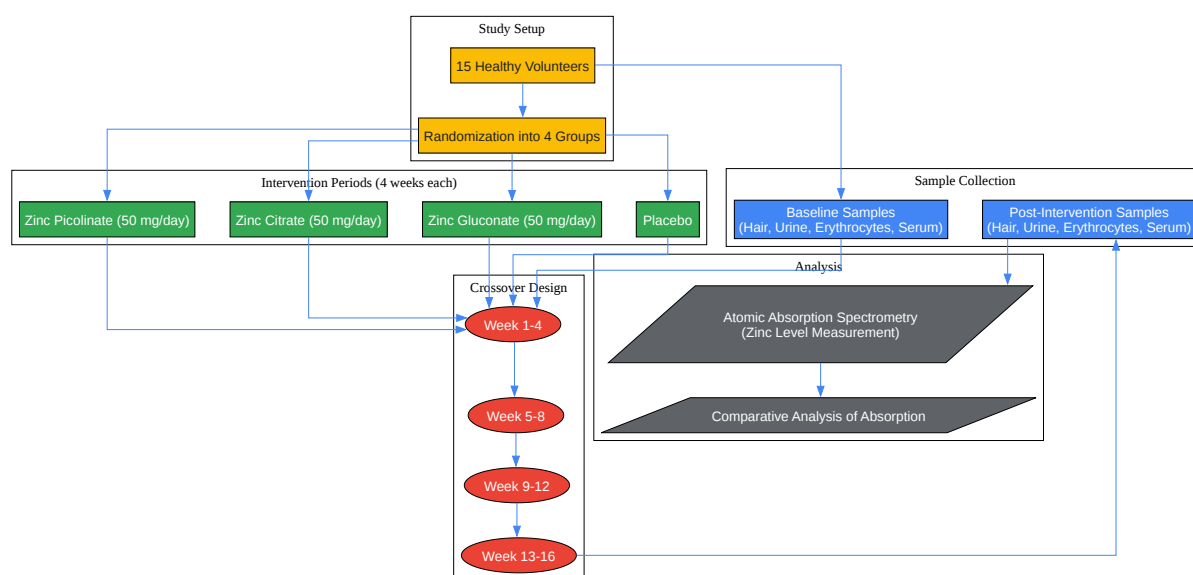 Study Setup
15 Healthy Volunteers
Randomization into 4 Groups
Intervention Periods (4 weeks each)
Zinc Picolinate (50 mg/day)
Zinc Citrate (50 mg/day)
Zinc Gluconate (50 mg/day)
Placebo
Sample Collection
Baseline Samples
(Hair, Urine, Erythrocytes, Serum)
Post-Intervention Samples
(Hair, Urine, Erythrocytes, Serum)
Crossover Design
Week 1-4
Week 5-8
Week 9-12
Week 13-16
Analysis
Atomic Absorption Spectrometry
(Zinc Level Measurement)
Comparative Analysis of Absorption